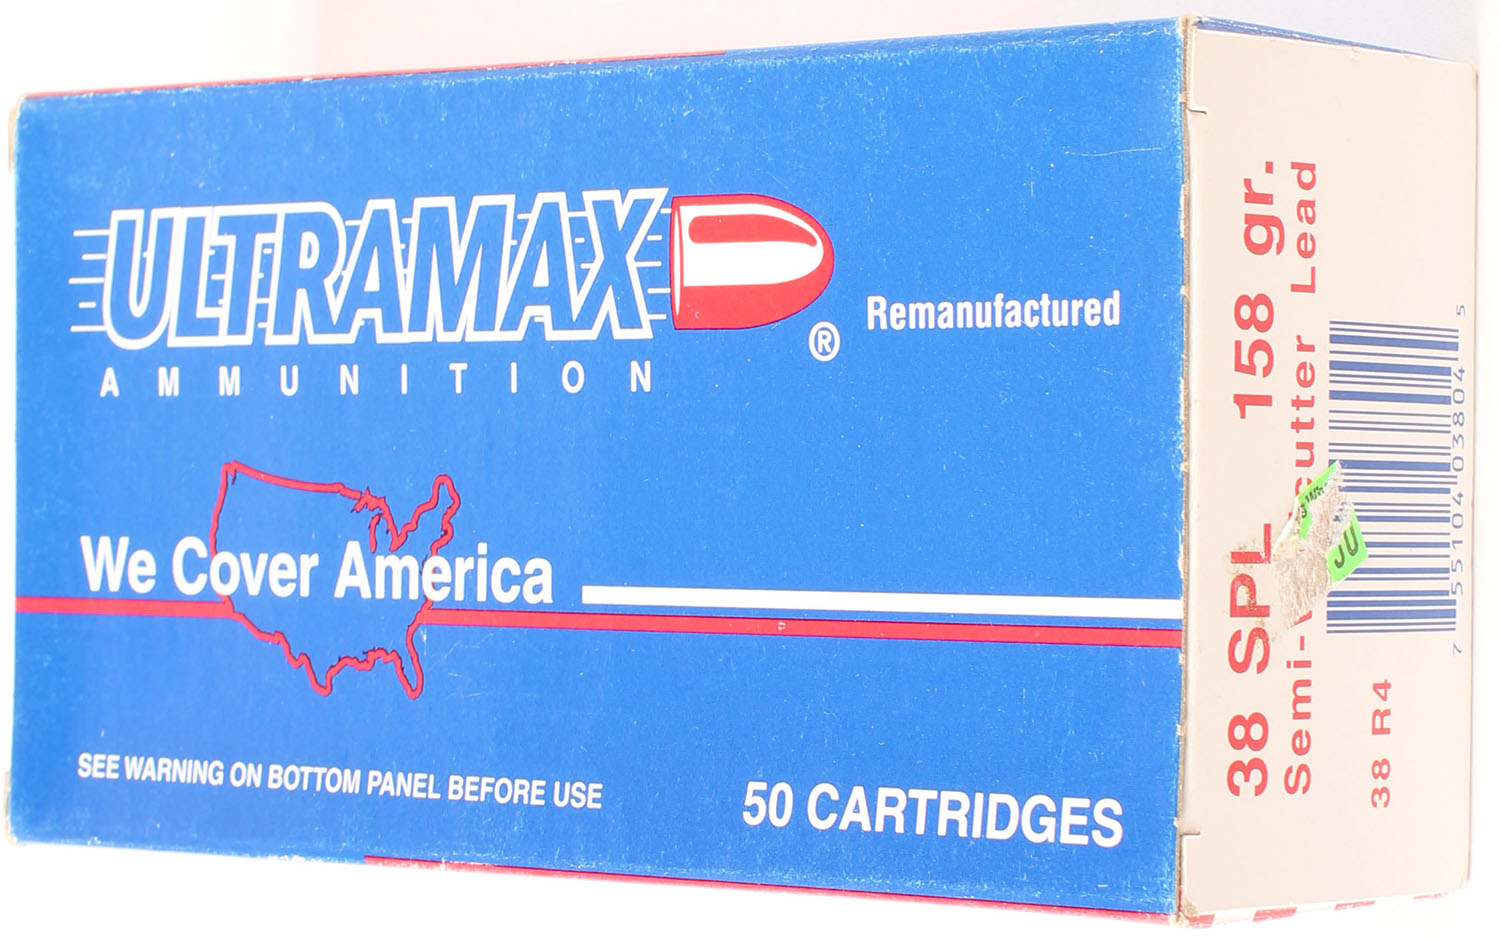 ULTRAMAX
AMMUNITION
®
Remanufactured
We Cover America
SEE WARNING ON BOTTOM PANEL BEFORE USE
50 CARTRIDGES
38 SPL 158 gr.
Semi- Lead
38 R4
7 55104 03804 5
JU